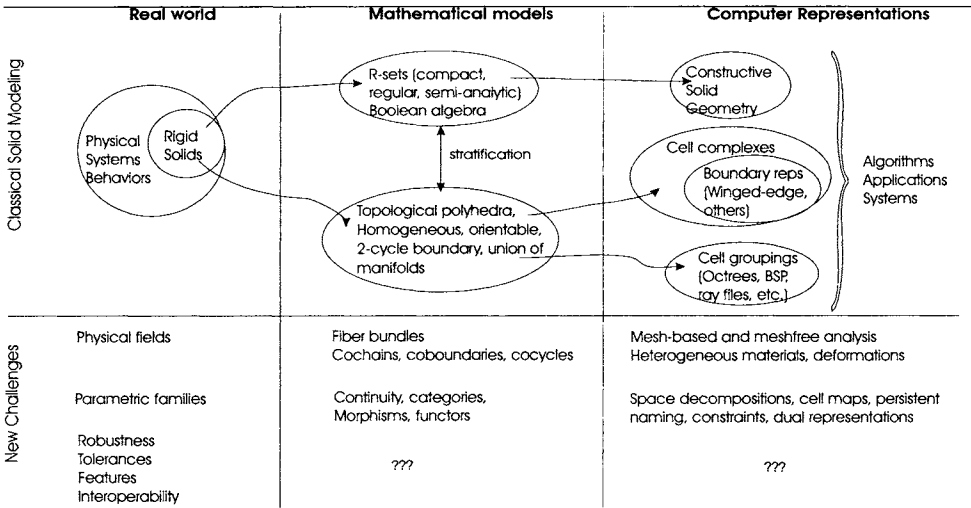 Real world
Mathematical models
Computer Representations
Classical Solid Modeling
Physical
Systems
Behaviors
Rigid
Solids
R-sets (compact,
regular, semi-analytic)
Boolean algebra
stratification
Topological polyhedra,
Homogeneous, orientable,
2-cycle boundary, union of
manifolds
Constructive
Solid
Geometry
Cell complexes
Boundary reps
(Winged-edge,
others)
Cell groupings
(Octrees, BSP,
ray files, etc.)
Algorithms
Applications
Systems
New Challenges
Physical fields
Fiber bundles
Cochains, coboundaries, cocycles
Mesh-based and meshfree analysis
Heterogeneous materials, deformations
Parametric families
Continuity, categories,
Morphisms, functors
Space decompositions, cell maps, persistent
naming, constraints, dual representations
Robustness
Tolerances
Features
Interoperability
???
???